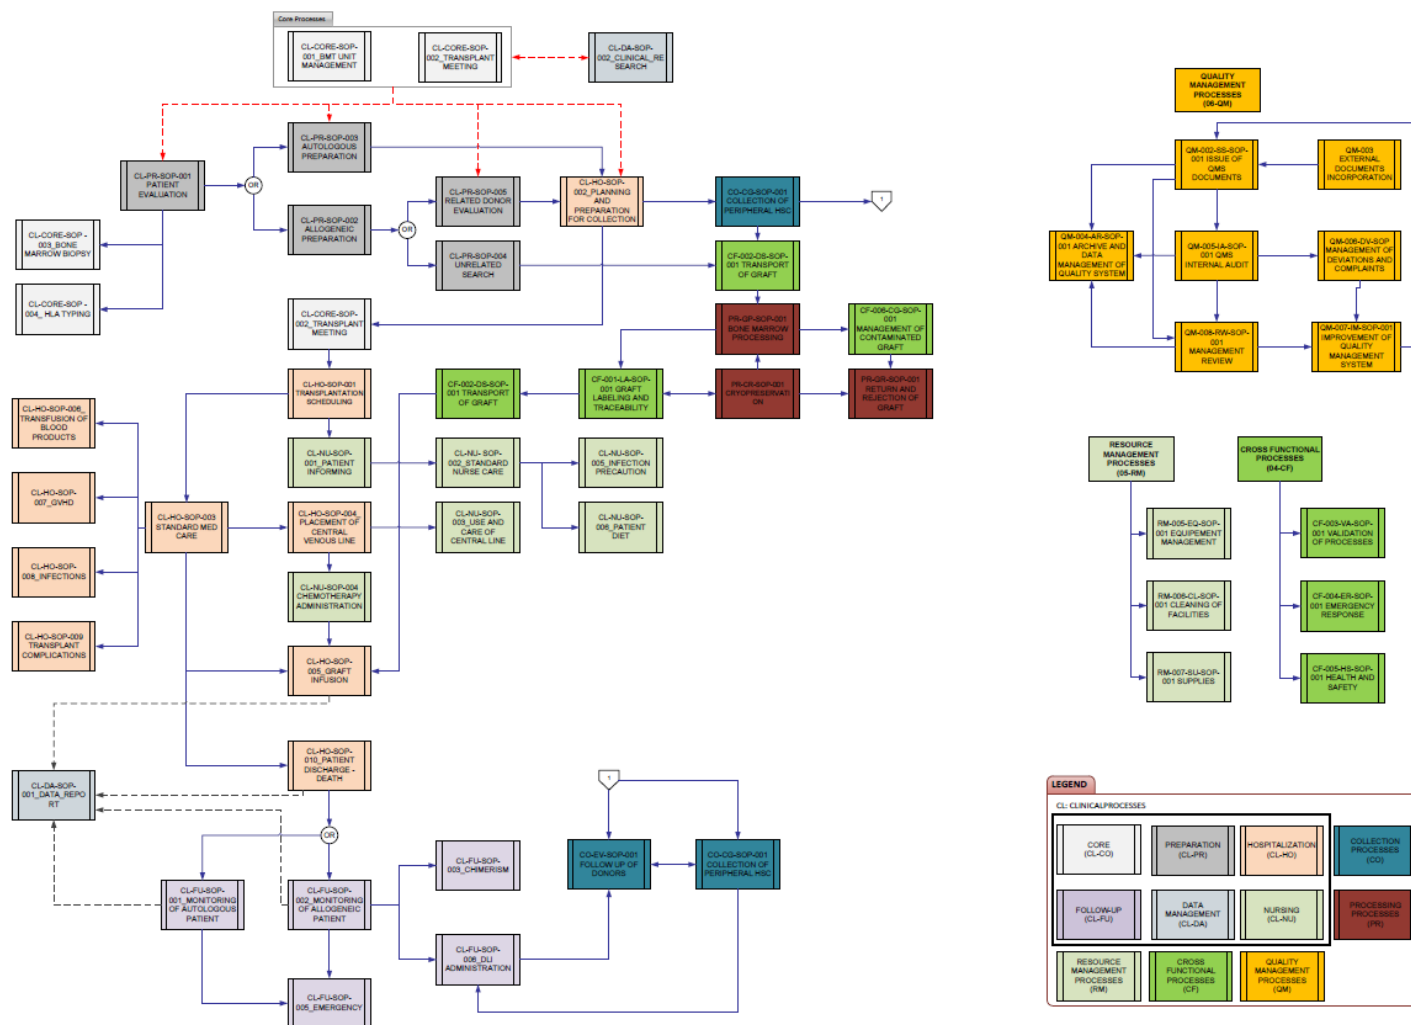 Core Processes
CL-CORE-SOP-
001_BMT UNIT
MANAGEMENT
CL-CORE-SOP-
002_TRANSPLANT
MEETING
CL-DA-SOP-
002_CLINICAL_RE
SEARCH
CL-PR-SOP-003
AUTOLOGOUS
PREPARATION
CL-PR-SOP-001
PATIENT
EVALUATION
OR
CL-PR-SOP-002
ALLOGENEIC
PREPARATION
OR
CL-PR-SOP-005
RELATED DONOR
EVALUATION
CL-HO-SOP-
002_PLANNING
AND
PREPARATION
FOR COLLECTION
CO-CG-SOP-001
COLLECTION OF
PERIPHERAL HSC
1
CL-CORE-SOP -
003_BONE
MARROW BIOPSY
CL-PR-SOP-004
UNRELATED
SEARCH
CF-002-DS-SOP-
001 TRANSPORT
OF GRAFT
CL-CORE-SOP -
004_ HLA TYPING
CL-CORE-SOP-
002_TRANSPLANT
MEETING
PR-GP-SOP-001
BONE MARROW
PROCESSING
CF-006-CG-SOP-
001
MANAGEMENT OF
CONTAMINATED
GRAFT
CL-HO-SOP-001
TRANSPLANTATION
SCHEDULING
CF-002-DS-SOP-
001 TRANSPORT
OF GRAFT
CF-001-LA-SOP-
001 GRAFT
LABELING AND
TRACEABILITY
PR-CR-SOP-001
CRYOPRESERVATI
ON
PR-QR-SOP-001
RETURN AND
REJECTION OF
GRAFT
CL-HO-SOP-006_
TRANSFUSION OF
BLOOD
PRODUCTS
CL-NU-SOP-
001_PATIENT
INFORMING
CL-NU- SOP-
002_STANDARD
NURSE CARE
CL-NU-SOP-
005_INFECTION
PRECAUTION
CL-HO-SOP-
007_GVHD
CL-HO-SOP-003
STANDARD MED
CARE
CL-HO-SOP-004_
PLACEMENT OF
CENTRAL
VENOUS LINE
CL-NU-SOP-
003_USE AND
CARE OF
CENTRAL LINE
CL-NU-SOP-
006_PATIENT
DIET
CL-HO-SOP-
008_INFECTIONS
CL-NU-SOP-004
CHEMOTHERAPY
ADMINISTRATION
CL-HO-SOP-009
TRANSPLANT
COMPLICATIONS
CL-HO-SOP-
005_GRAFT
INFUSION
CL-HO-SOP-
010_PATIENT
DISCHARGE -
DEATH
CL-DA-SOP-
001_DATA_REPO
RT
OR
1
CL-FU-SOP-
003_CHIMERISM
CO-EV-SOP-001
FOLLOW UP OF
DONORS
CO-CG-SOP-001
COLLECTION OF
PERIPHERAL HSC
CL-FU-SOP-
001_MONITORING
OF AUTOLOGOUS
PATIENT
CL-FU-SOP-
002_MONITORING
OF ALLOGENEIC
PATIENT
CL-FU-SOP-
006_DLI
ADMINISTRATION
CL-FU-SOP-
005_EMERGENCY
QUALITY
MANAGEMENT
PROCESSES
(06-QM)
QM-002-SS-SOP-
001 ISSUE OF
QMS
DOCUMENTS
QM-003
EXTERNAL
DOCUMENTS
INCORPORATION
QM-004-AR-SOP-
001 ARCHIVE AND
DATA
MANAGEMENT OF
QUALITY SYSTEM
QM-005-IA-SOP-
001 QMS
INTERNAL AUDIT
QM-006-DV-SOP
MANAGEMENT OF
DEVIATIONS AND
COMPLAINTS
QM-008-RW-SOP-
001
MANAGEMENT
REVIEW
QM-007-IM-SOP-001
IMPROVEMENT OF
QUALITY
MANAGEMENT
SYSTEM
RESOURCE
MANAGEMENT
PROCESSES
(05-RM)
CROSS FUNCTIONAL
PROCESSES
(04-CF)
RM-005-EQ-SOP-
001 EQUIPEMENT
MANAGEMENT
CF-003-VA-SOP-
001 VALIDATION
OF PROCESSES
RM-006-CL-SOP-
001 CLEANING OF
FACILITIES
CF-004-ER-SOP-
001 EMERGENCY
RESPONSE
RM-007-SU-SOP-
001 SUPPLIES
CF-005-HS-SOP-
001 HEALTH AND
SAFETY
LEGEND
CL: CLINICALPROCESSES
CORE
(CL-CO)
PREPARATION
(CL-PR)
HOSPITALIZATION
(CL-HO)
COLLECTION
PROCESSES
(CO)
FOLLOW-UP
(CL-FU)
DATA
MANAGEMENT
(CL-DA)
NURSING
(CL-NU)
PROCESSING
PROCESSES
(PR)
RESOURCE
MANAGEMENT
PROCESSES
(RM)
CROSS
FUNCTIONAL
PROCESSES
(CF)
QUALITY
MANAGEMENT
PROCESSES
(QM)